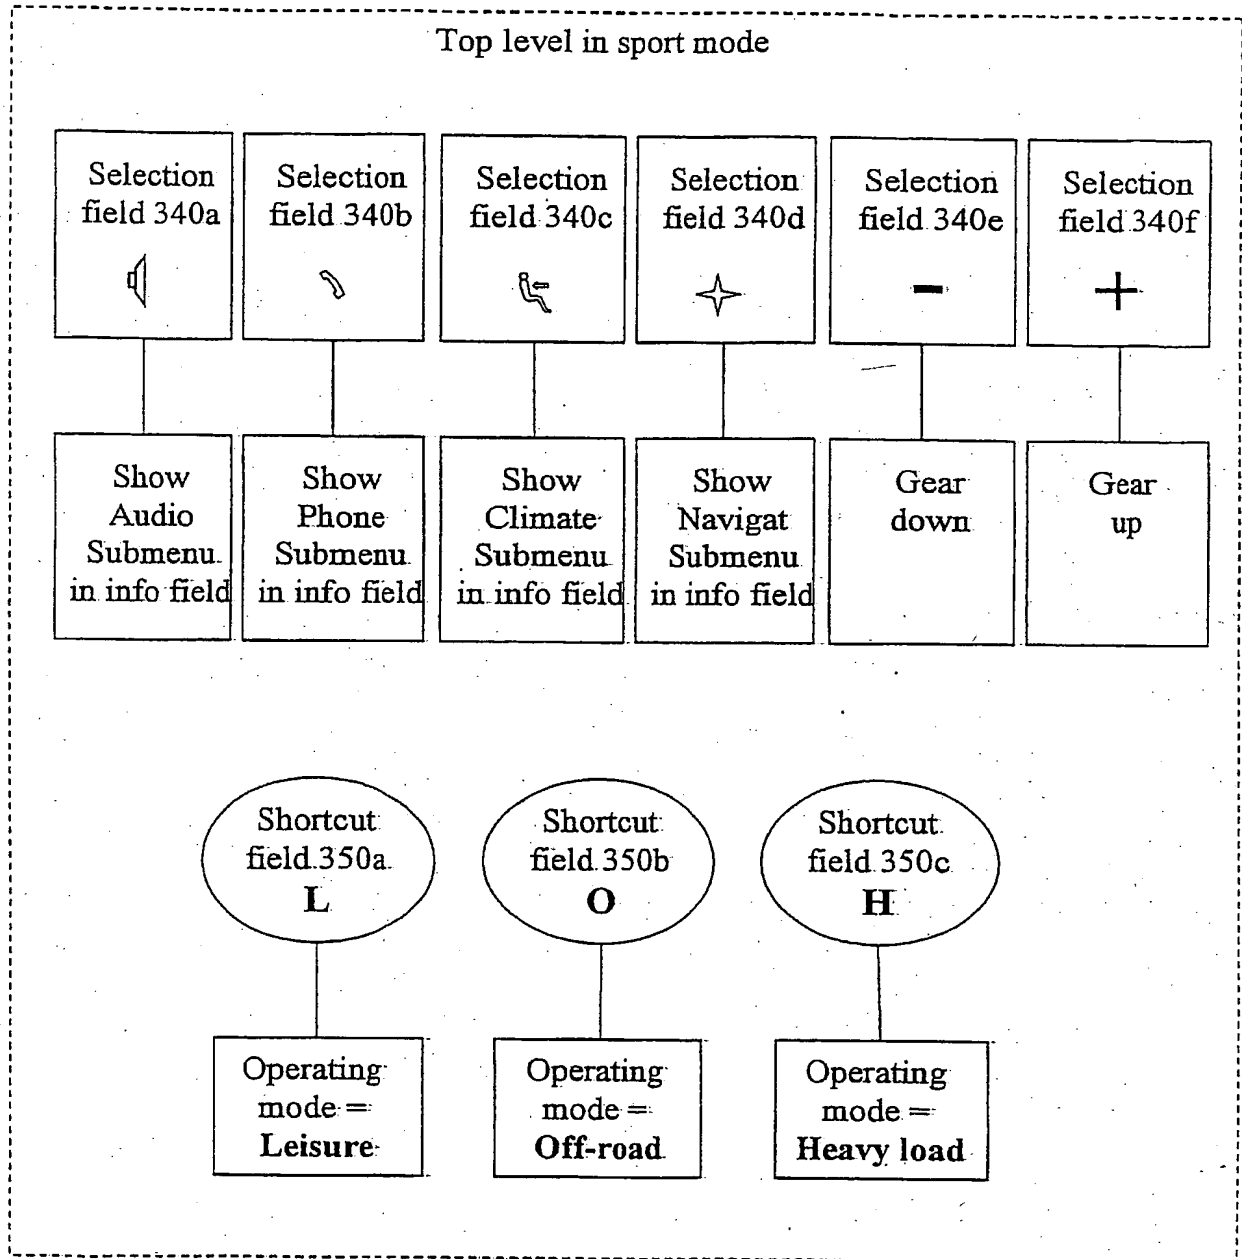 Top level in sport mode
Selection
field 340a
Selection
field 340b
Selection
field 340c
Selection
field 340d
Selection
field 340e
Selection
field 340f
Show
Audio
Submenu
in info field
Show
Phone
Submenu
in info field
Show
Climate
Submenu
in info field
Show
Navigat
Submenu
in info field
Gear
down
Gear
up
Shortcut
field 350a
L
Shortcut
field 350b
O
Shortcut
field 350c
H
Operating
mode =
Leisure
Operating
mode =
Off-road
Operating
mode =
Heavy load